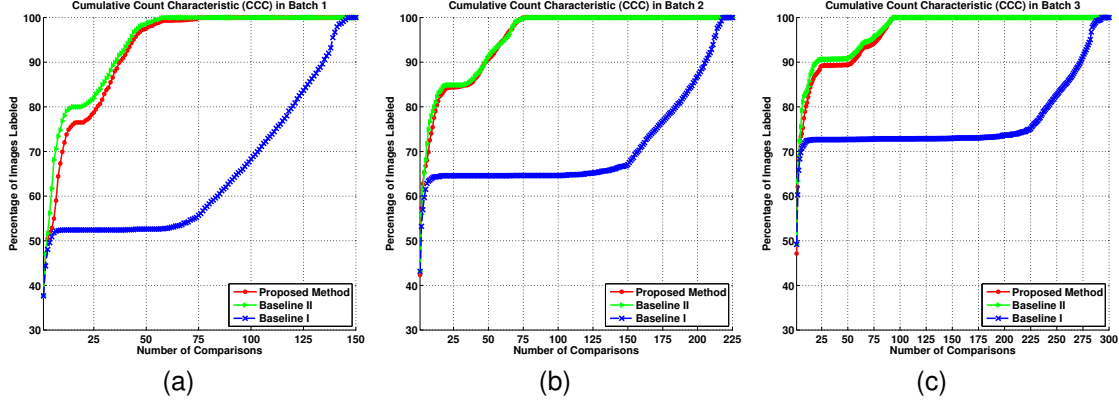 Cumulative Count Characteristic (CCC) in Batch 1
Percentage of Images Labeled
100
90
80
70
60
50
40
30
Proposed Method
Baseline II
Baseline I
25 50 75 100 125 150
Number of Comparisons
(a)
Cumulative Count Characteristic (CCC) in Batch 2
Percentage of Images Labeled
100
90
80
70
60
50
40
30
Proposed Method
Baseline II
Baseline I
25 50 75 100 125 150 175 200 225
Number of Comparisons
(b)
Cumulative Count Characteristic (CCC) in Batch 3
Percentage of Images Labeled
100
90
80
70
60
50
40
30
Proposed Method
Baseline II
Baseline I
25 50 75 100 125 150 175 200 225 250 275 300
Number of Comparisons
(c)